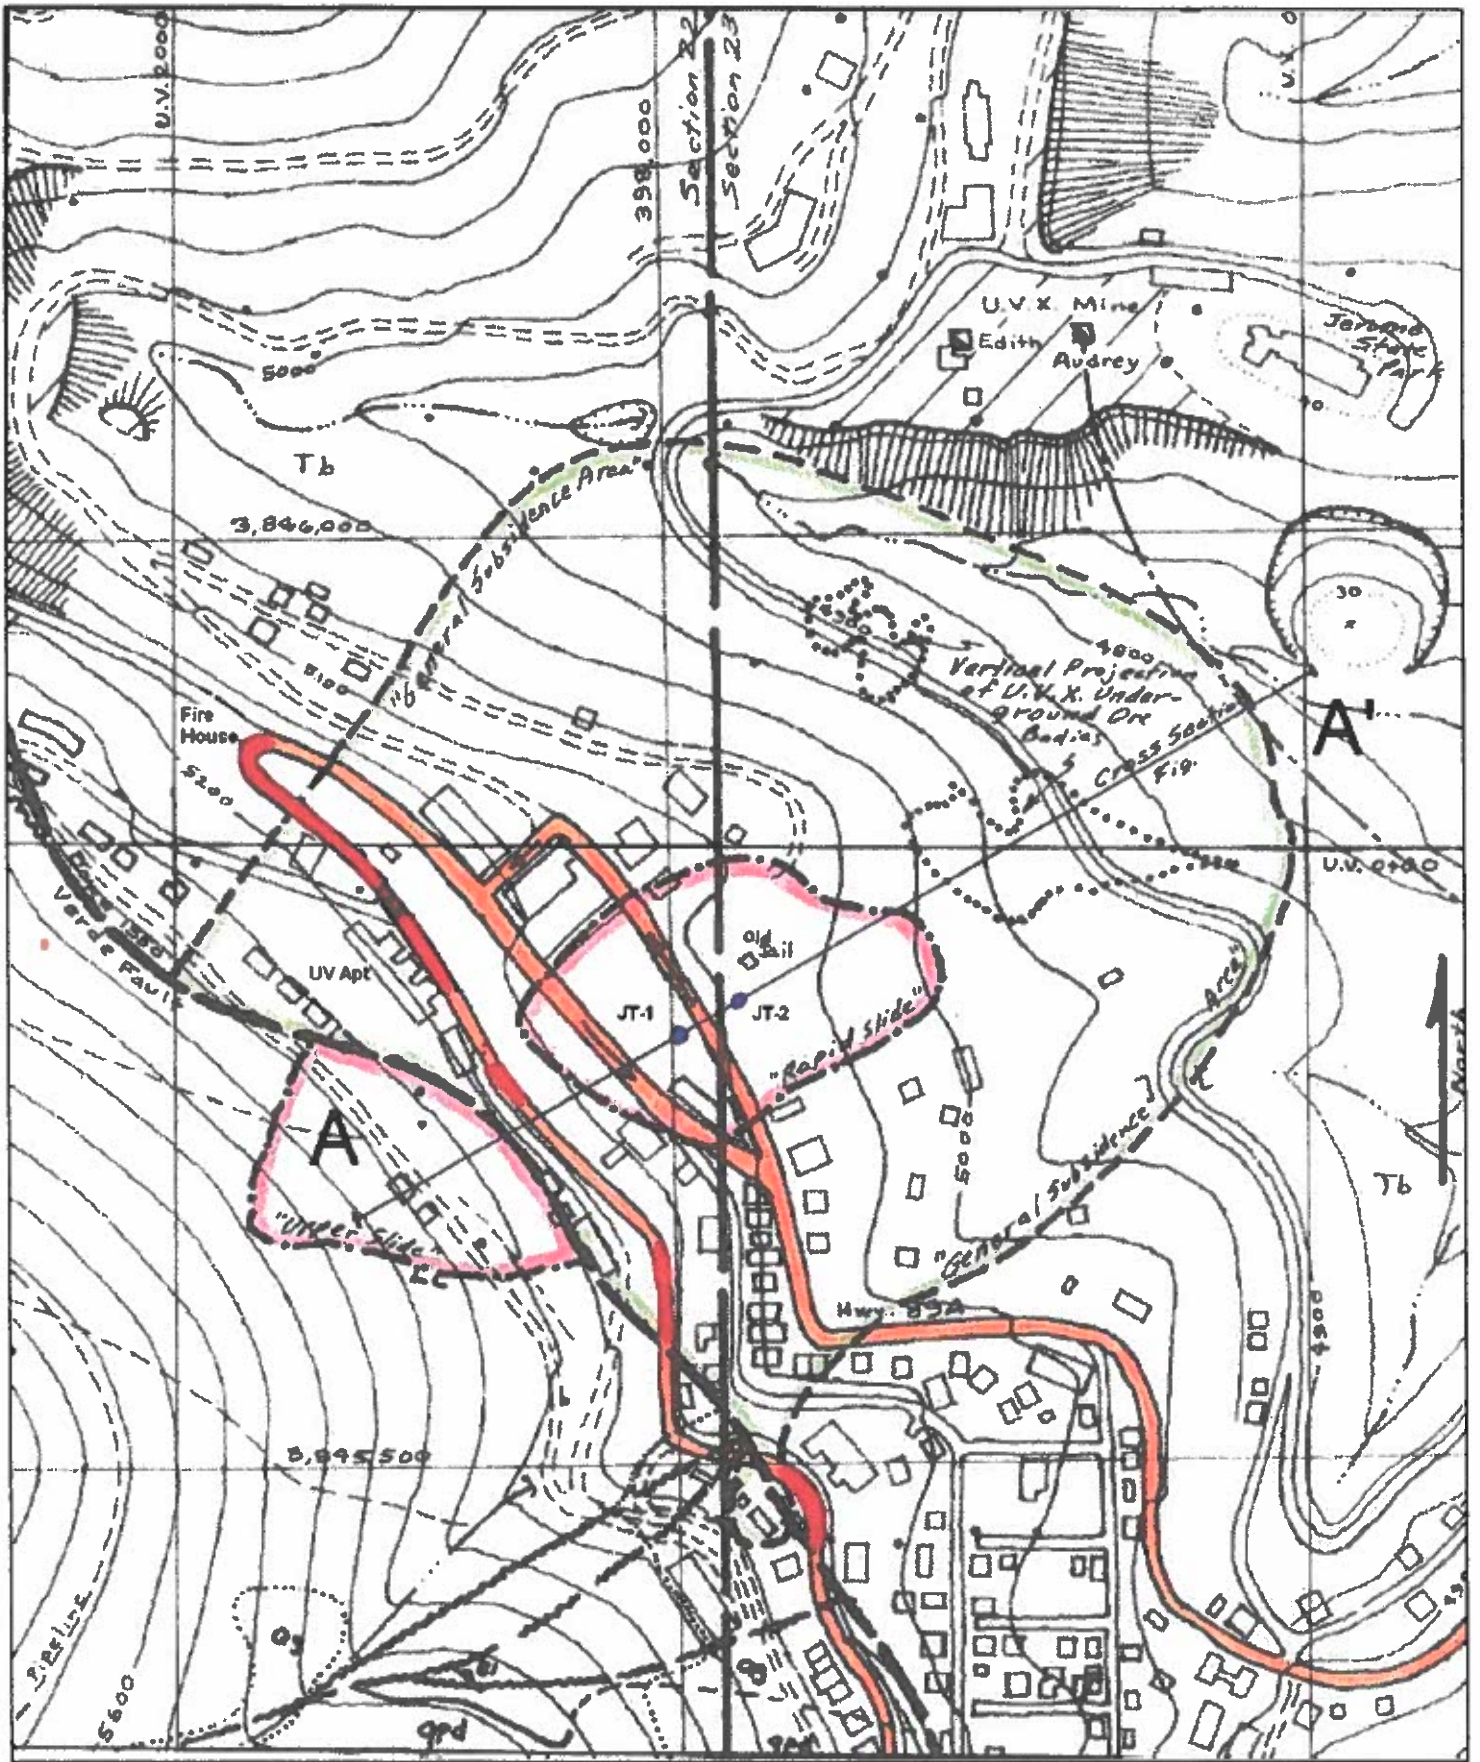 U.V. 2000
398,000
Section 22
Section 23
U.V.X. Mine
Edith
Audrey
Jerome
State
Park
5000
Tb
"General Subsidence Area"
3,846,000
30
4800
Vertical Projection
of U.V.X. Under-
ground Ore
Bodies
Cross Section
Fig.
A'
5100
Fire
House
5200
U.V. 0+00
Verde Fault
UV Apt
Old
Jail
JT-1
JT-2
"Rapid Slide"
North
A
"Upper Slide"
5000
"General Subsidence
Area"
Tb
Hwy. 89A
4900
3,845,500
Pipeline
5600